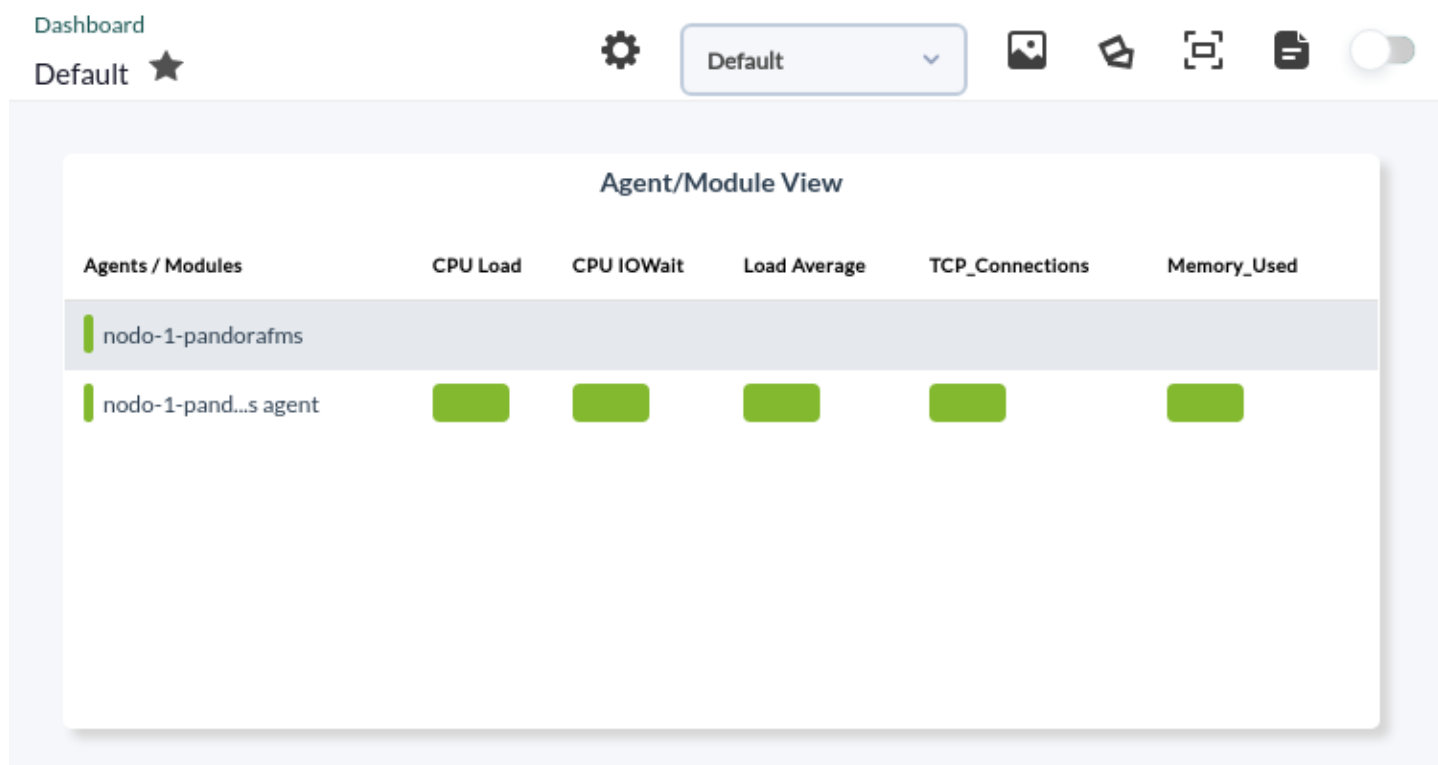 Dashboard
Default
Default
Agent/Module View
Agents / Modules CPU Load CPU IOWait Load Average TCP_Connections Memory_Used
nodo-1-pandorafms
nodo-1-pand...s agent